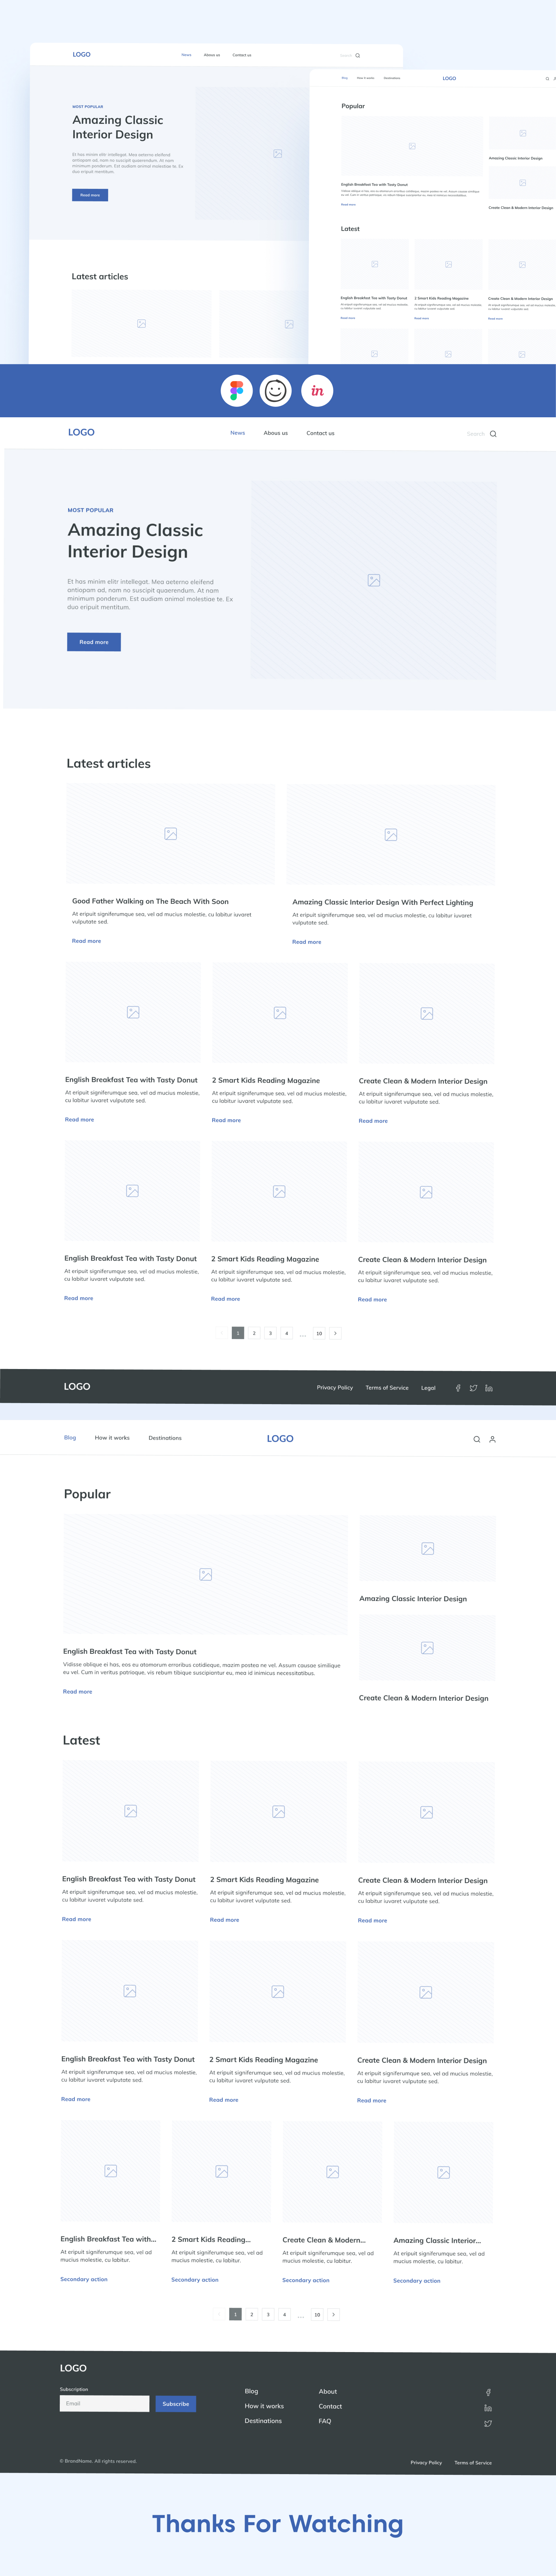 LOGO
News
Abous us
Contact us
Search
MOST POPULAR
Amazing Classic
Interior Design
Et has minim elitr intellegat. Mea aeterno eleifend
antiopam ad, nam no suscipit quaerendum. At nam
minimum ponderum. Est audiam animal molestiae te. Ex
duo eripuit mentitum.
Read more
Latest articles
Blog
How it works
Destinations
LOGO
Popular
English Breakfast Tea with Tasty Donut
Read more
Amazing Classic Interior Design
Create Clean & Modern Interior Design
Latest
English Breakfast Tea with Tasty Donut
2 Smart Kids Reading Magazine
Create Clean & Modern Interior Design
Read more
Read more
Read more
in
LOGO
News
Abous us
Contact us
Search
MOST POPULAR
Amazing Classic
Interior Design
Et has minim elitr intellegat. Mea aeterno eleifend
antiopam ad, nam no suscipit quaerendum. At nam
minimum ponderum. Est audiam animal molestiae te. Ex
duo eripuit mentitum.
Read more
Latest articles
Good Father Walking on The Beach With Soon
At eripuit signiferumque sea, vel ad mucius molestie, cu labitur iuvaret
vulputate sed.
Read more
Amazing Classic Interior Design With Perfect Lighting
At eripuit signiferumque sea, vel ad mucius molestie, cu labitur iuvaret
vulputate sed.
Read more
English Breakfast Tea with Tasty Donut
At eripuit signiferumque sea, vel ad mucius molestie,
cu labitur iuvaret vulputate sed.
Read more
2 Smart Kids Reading Magazine
At eripuit signiferumque sea, vel ad mucius molestie,
cu labitur iuvaret vulputate sed.
Read more
Create Clean & Modern Interior Design
At eripuit signiferumque sea, vel ad mucius molestie,
cu labitur iuvaret vulputate sed.
Read more
English Breakfast Tea with Tasty Donut
At eripuit signiferumque sea, vel ad mucius molestie,
cu labitur iuvaret vulputate sed.
Read more
2 Smart Kids Reading Magazine
At eripuit signiferumque sea, vel ad mucius molestie,
cu labitur iuvaret vulputate sed.
Read more
Create Clean & Modern Interior Design
At eripuit signiferumque sea, vel ad mucius molestie,
cu labitur iuvaret vulputate sed.
Read more
1 2 3 4 ... 10
LOGO
Privacy Policy
Terms of Service
Legal
Blog
How it works
Destinations
LOGO
Popular
English Breakfast Tea with Tasty Donut
Vidisse oblique ei has, eos eu atomorum erroribus cotidieque, mazim postea ne vel. Assum causae similique
eu vel. Cum in veritus patrioque, vis rebum tibique suscipiantur eu, mea id inimicus necessitatibus.
Read more
Amazing Classic Interior Design
Create Clean & Modern Interior Design
Latest
English Breakfast Tea with Tasty Donut
At eripuit signiferumque sea, vel ad mucius molestie,
cu labitur iuvaret vulputate sed.
Read more
2 Smart Kids Reading Magazine
At eripuit signiferumque sea, vel ad mucius molestie,
cu labitur iuvaret vulputate sed.
Read more
Create Clean & Modern Interior Design
At eripuit signiferumque sea, vel ad mucius molestie,
cu labitur iuvaret vulputate sed.
Read more
English Breakfast Tea with Tasty Donut
At eripuit signiferumque sea, vel ad mucius molestie,
cu labitur iuvaret vulputate sed.
Read more
2 Smart Kids Reading Magazine
At eripuit signiferumque sea, vel ad mucius molestie,
cu labitur iuvaret vulputate sed.
Read more
Create Clean & Modern Interior Design
At eripuit signiferumque sea, vel ad mucius molestie,
cu labitur iuvaret vulputate sed.
Read more
English Breakfast Tea with...
At eripuit signiferumque sea, vel ad
mucius molestie, cu labitur.
Secondary action
2 Smart Kids Reading...
At eripuit signiferumque sea, vel ad
mucius molestie, cu labitur.
Secondary action
Create Clean & Modern...
At eripuit signiferumque sea, vel ad
mucius molestie, cu labitur.
Secondary action
Amazing Classic Interior...
At eripuit signiferumque sea, vel ad
mucius molestie, cu labitur.
Secondary action
1 2 3 4 ... 10
LOGO
Subscription
Email
Subscribe
Blog
How it works
Destinations
About
Contact
FAQ
© BrandName. All rights reserved.
Privacy Policy
Terms of Service
Thanks For Watching